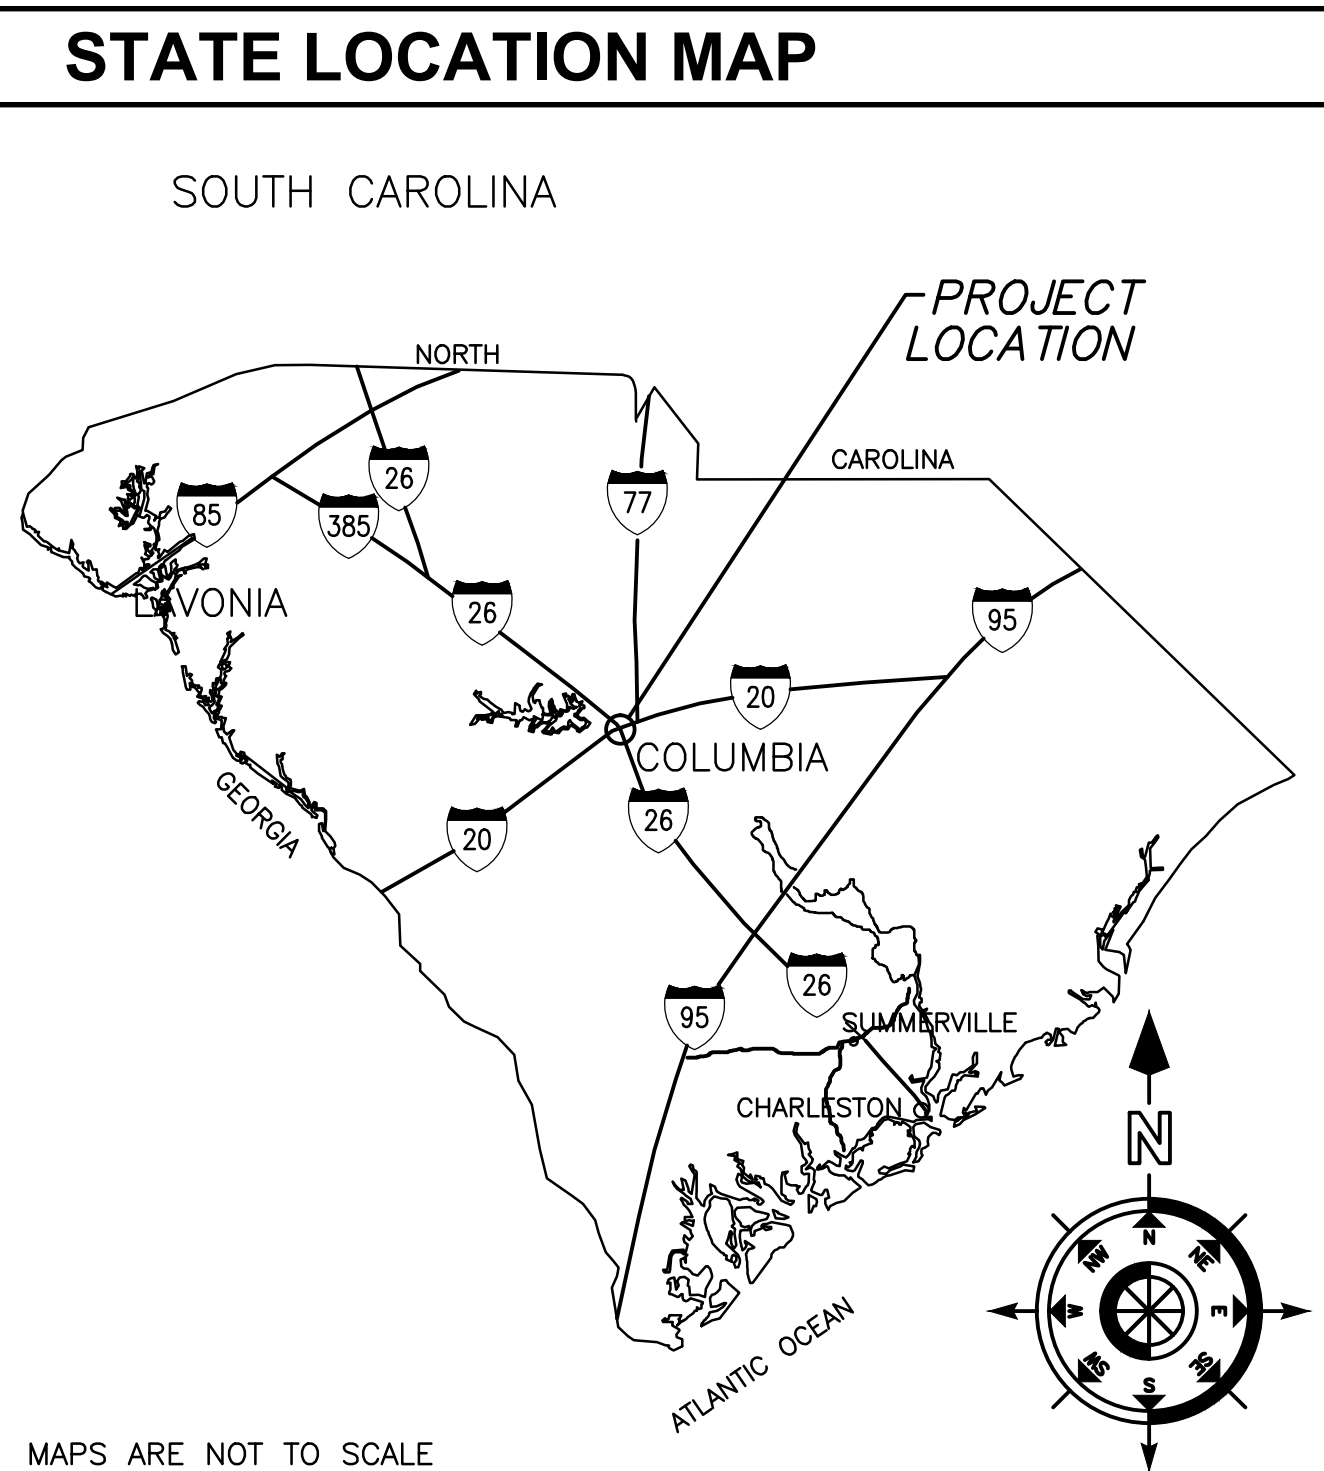 STATE LOCATION MAP
SOUTH CAROLINA
PROJECT
LOCATION
NORTH
CAROLINA
26
85
385
77
26
95
LAVONIA
20
COLUMBIA
GEORGIA
20
26
26
95
SUMMERVILLE
CHARLESTON
N
N
NW
NE
W
E
SW
SE
S
ATLANTIC OCEAN
MAPS ARE NOT TO SCALE